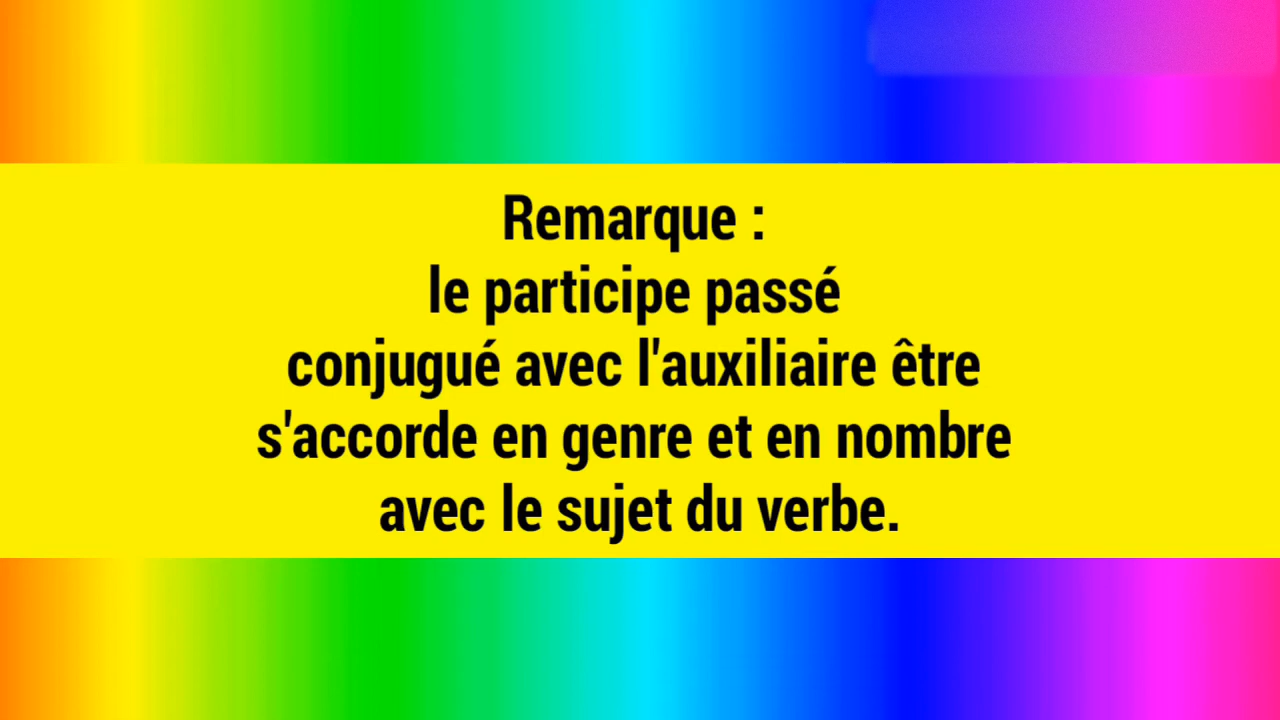 Remarque :
le participe passé
conjugué avec l'auxiliaire être
s'accorde en genre et en nombre
avec le sujet du verbe.